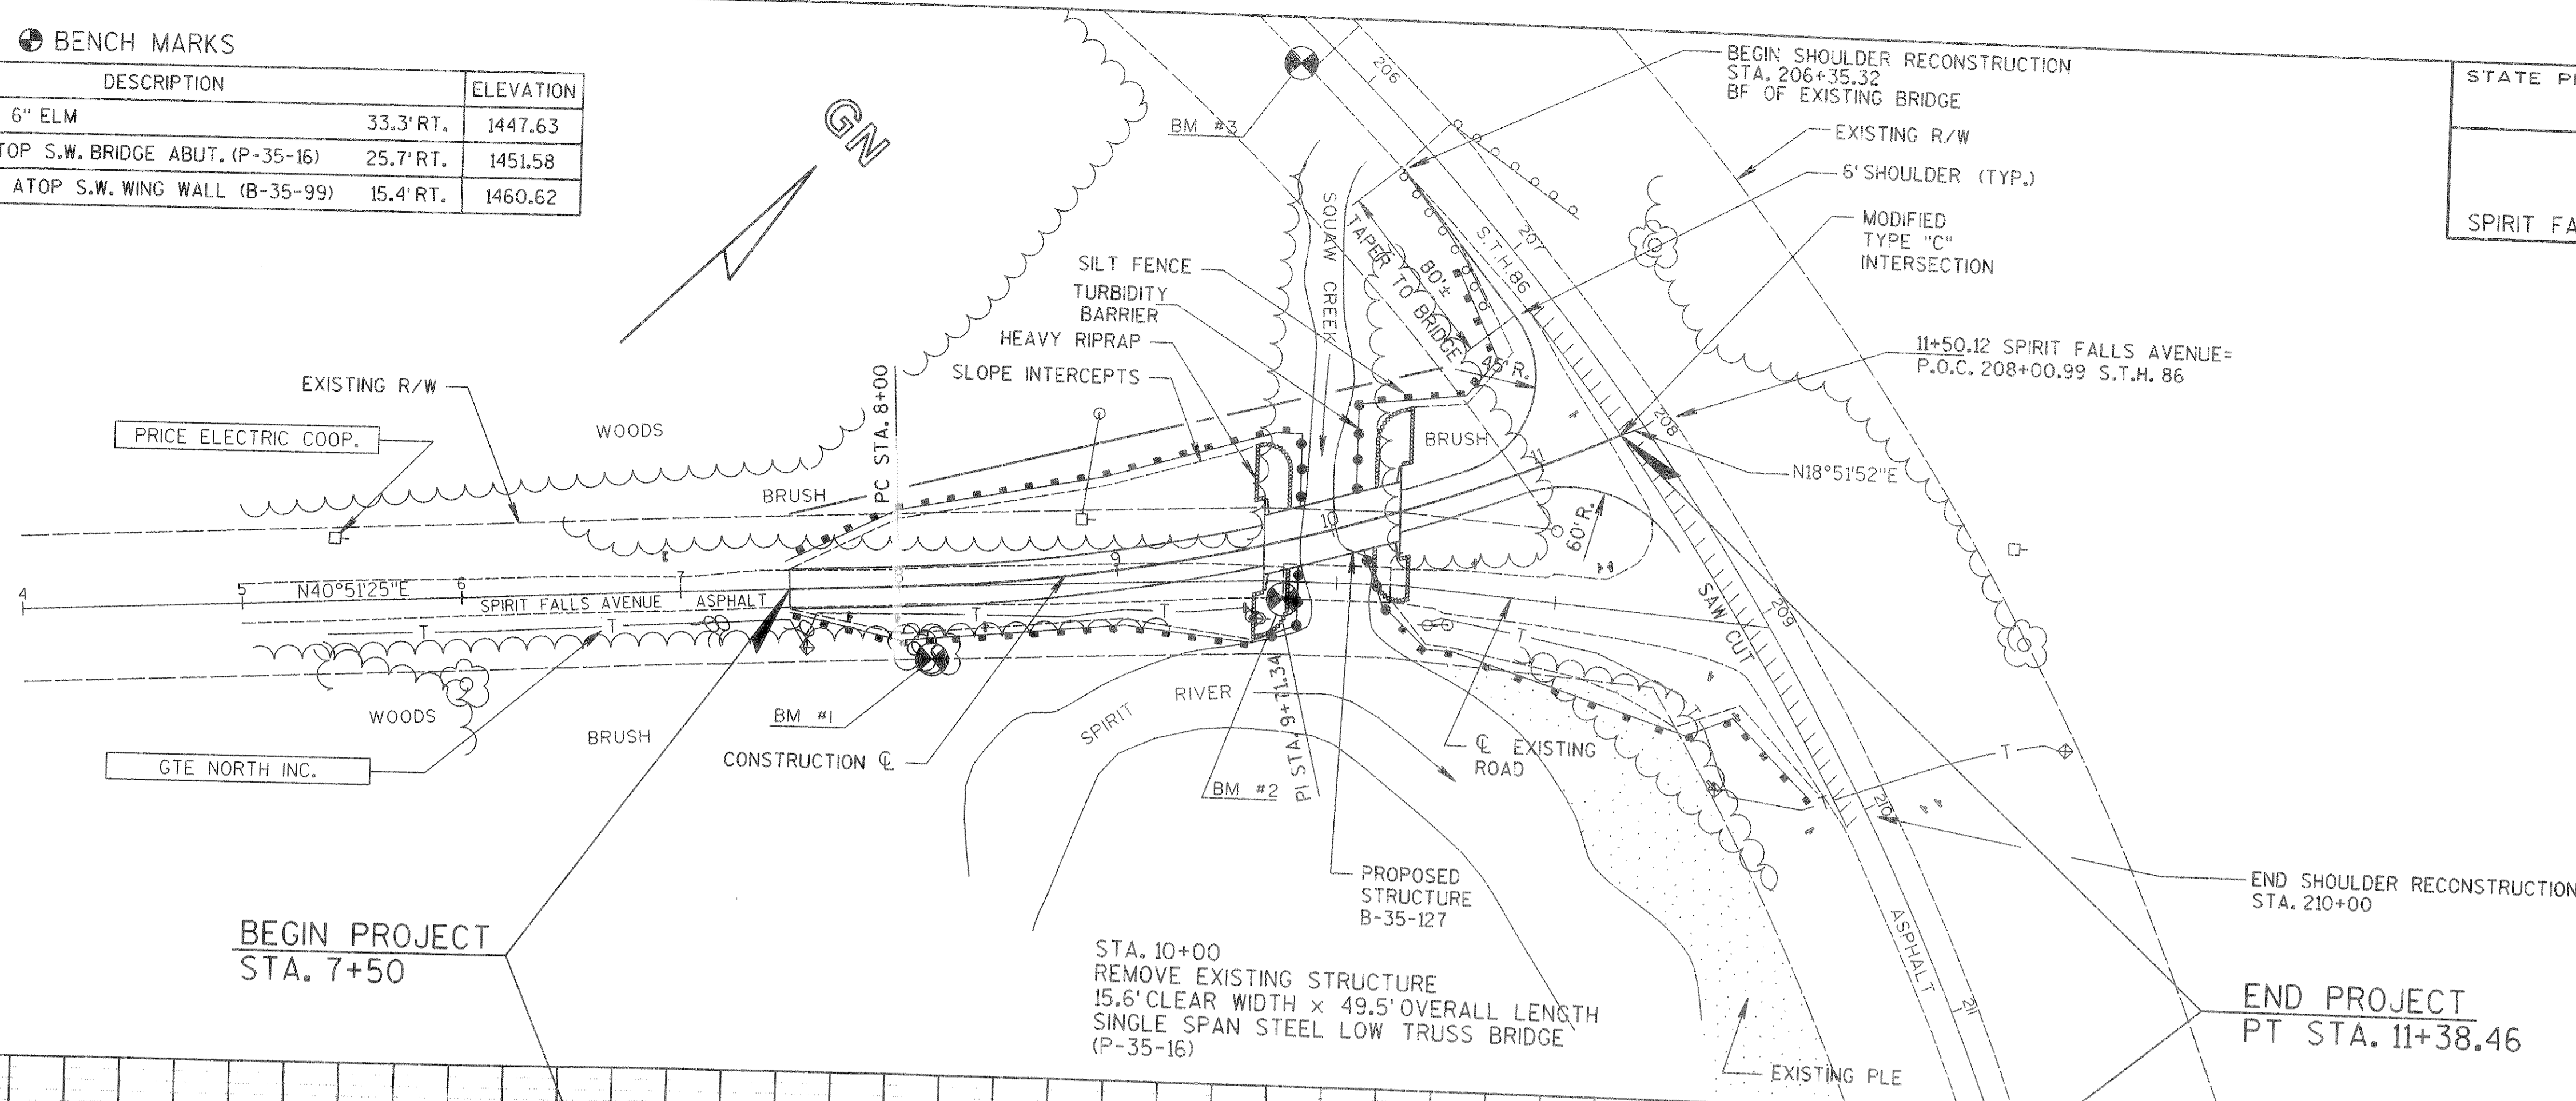 BENCH MARKS
DESCRIPTION ELEVATION
6" ELM 33.3' RT. 1447.63
TOP S.W. BRIDGE ABUT. (P-35-16) 25.7' RT. 1451.58
ATOP S.W. WING WALL (B-35-99) 15.4' RT. 1460.62
GN
BM #3
206
BEGIN SHOULDER RECONSTRUCTION
STA. 206+35.32
BF OF EXISTING BRIDGE
EXISTING R/W
6' SHOULDER (TYP.)
MODIFIED
TYPE "C"
INTERSECTION
STATE
SPIRIT
SQUAW CREEK
TAPER TO BRIDGE
80'±
S.T.H. 86
207
SILT FENCE
TURBIDITY
BARRIER
HEAVY RIPRAP
SLOPE INTERCEPTS
45' R.
11+50.12 SPIRIT FALLS AVENUE=
P.O.C. 208+00.99 S.T.H. 86
EXISTING R/W
PRICE ELECTRIC COOP.
WOODS
BRUSH
PC STA. 8+00
BRUSH
208
N18°51'52"E
11
10
60' R.
4
5
6
7
8
9
N40°51'25"E
SPIRIT FALLS AVENUE
ASPHALT
T
T
T
T
T
T
T
SAW CUT
209
WOODS
BRUSH
GTE NORTH INC.
BM #1
CONSTRUCTION ℄
SPIRIT RIVER
BM #2
PI STA. 9+71.34
℄ EXISTING
ROAD
210
PROPOSED
STRUCTURE
B-35-127
END SHOULDER RECONSTRUCTION
STA. 210+00
ASPHALT
211
BEGIN PROJECT
STA. 7+50
STA. 10+00
REMOVE EXISTING STRUCTURE
15.6' CLEAR WIDTH x 49.5' OVERALL LENGTH
SINGLE SPAN STEEL LOW TRUSS BRIDGE
(P-35-16)
END PROJECT
PT STA. 11+38.46
EXISTING PLE